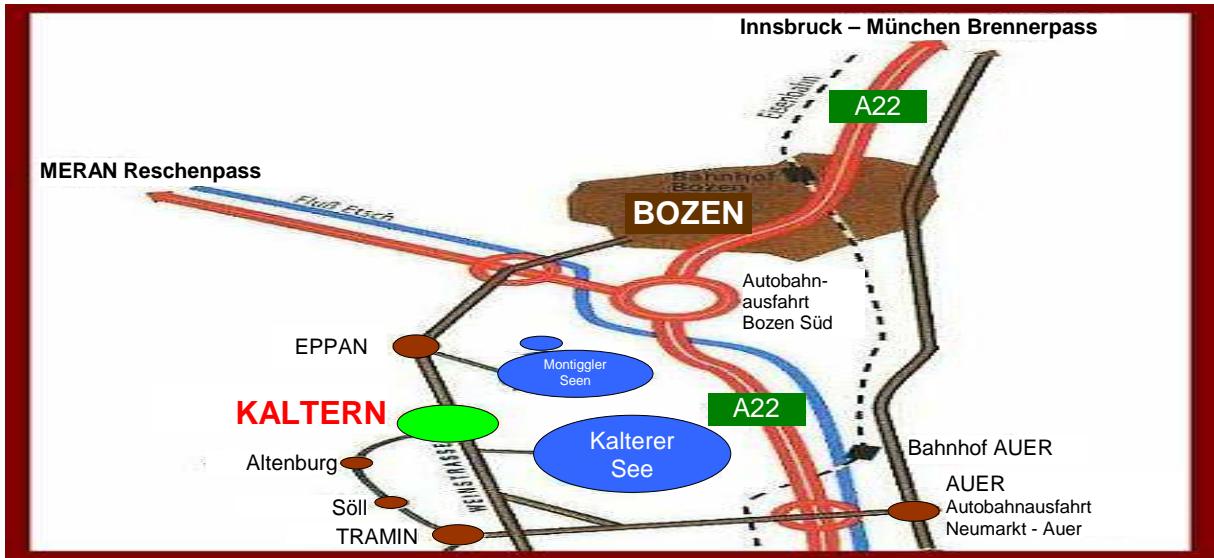 Innsbruck – München Brennerpass
Eisenbahn
A22
MERAN Reschenpass
Bahnhof
Bozen
Fluß Etsch
BOZEN
Autobahn-
ausfahrt
Bozen Süd
EPPAN
Montiggler
Seen
KALTERN
A22
Kalterer
See
WEINSTRASSE
Bahnhof AUER
Altenburg
AUER
Söll
Autobahnausfahrt
Neumarkt - Auer
TRAMIN